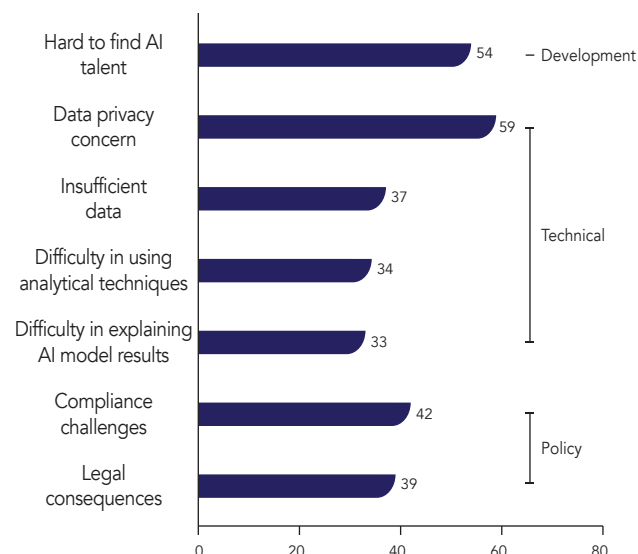 Hard to find AI
talent
54
– Development
Data privacy
concern
59
Insufficient
data
37
Technical
Difficulty in using
analytical techniques
34
Difficulty in explaining
AI model results
33
Compliance
challenges
42
Policy
Legal
consequences
39
0 20 40 60 80